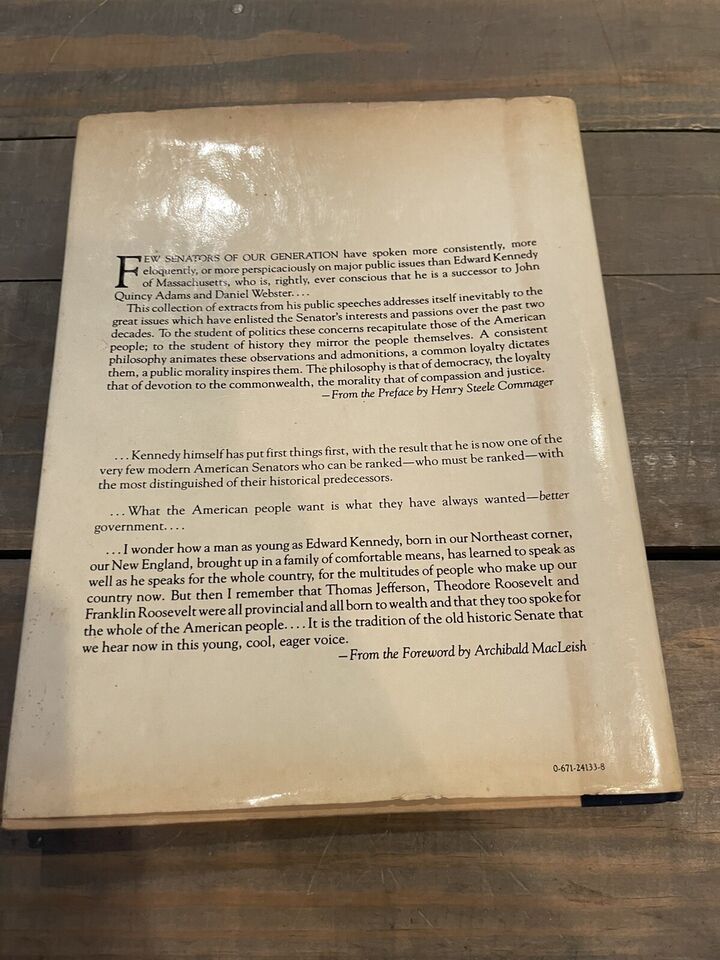 FEW SENATORS OF OUR GENERATION have spoken more consistently, more
eloquently, or more perspicaciously on major public issues than Edward Kennedy
of Massachusetts, who is, rightly, ever conscious that he is a successor to John
Quincy Adams and Daniel Webster....
This collection of extracts from his public speeches addresses itself inevitably to the
great issues which have enlisted the Senator's interests and passions over the past two
decades. To the student of politics these concerns recapitulate those of the American
people; to the student of history they mirror the people themselves. A consistent
philosophy animates these observations and admonitions, a common loyalty dictates
them, a public morality inspires them. The philosophy is that of democracy, the loyalty
that of devotion to the commonwealth, the morality that of compassion and justice.
—From the Preface by Henry Steele Commager
...Kennedy himself has put first things first, with the result that he is now one of the
very few modern American Senators who can be ranked—who must be ranked—with
the most distinguished of their historical predecessors.
...What the American people want is what they have always wanted—better
government....
...I wonder how a man as young as Edward Kennedy, born in our Northeast corner,
our New England, brought up in a family of comfortable means, has learned to speak as
well as he speaks for the whole country, for the multitudes of people who make up our
country now. But then I remember that Thomas Jefferson, Theodore Roosevelt and
Franklin Roosevelt were all provincial and all born to wealth and that they too spoke for
the whole of the American people....It is the tradition of the old historic Senate that
we hear now in this young, cool, eager voice.
—From the Foreword by Archibald MacLeish
0-671-24133-8